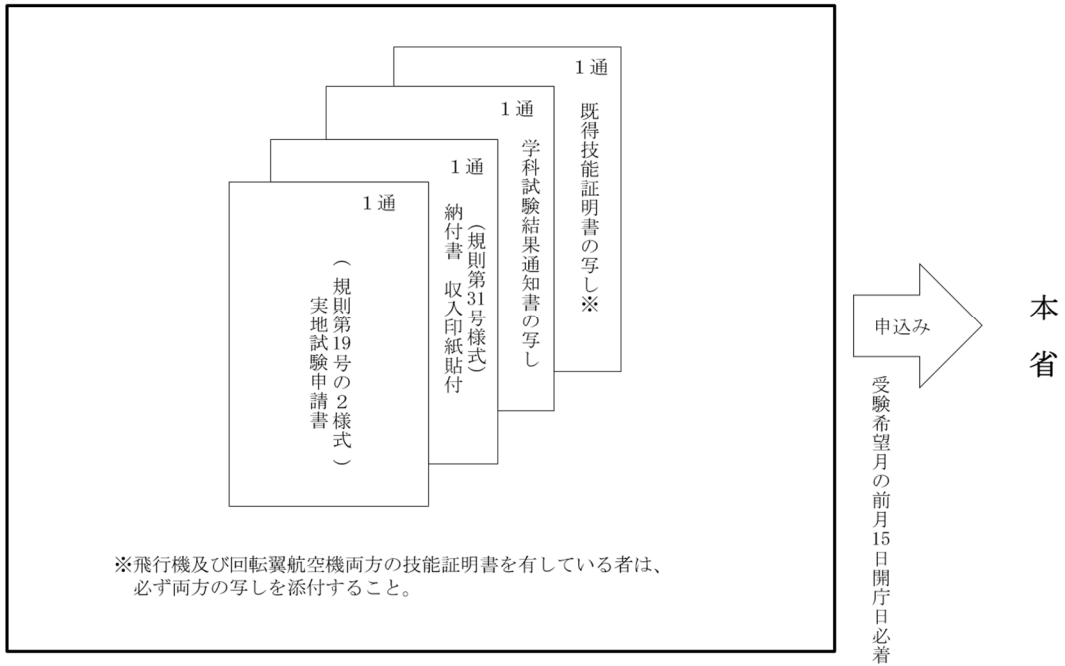 1通
既得技能証明書の写し※
1通
学科試験結果通知書の写し
1通
(規則第31号様式)
納付書 収入印紙貼付
1通
(規則第19号の2様式)
実地試験申請書
申込み
本省
受験希望月の前月15日開庁日必着
※飛行機及び回転翼航空機両方の技能証明書を有している者は、
必ず両方の写しを添付すること。